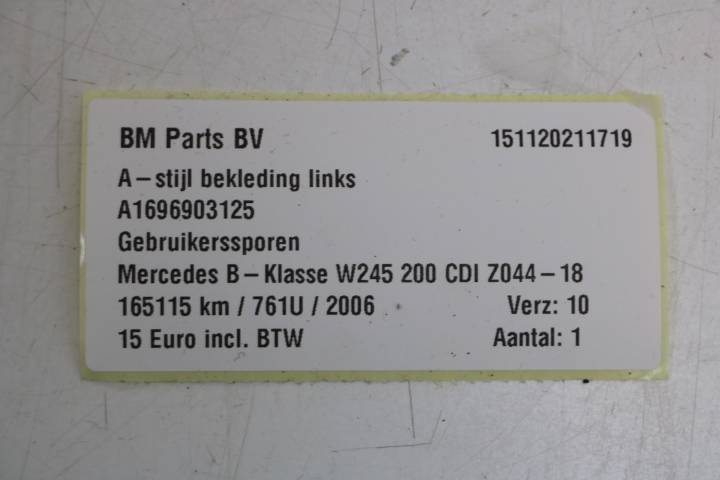 BM Parts BV 151120211719
A-stijl bekleding links
A1696903125
Gebruikerssporen
Mercedes B-Klasse W245 200 CDI Z044-18
165115 km / 761U / 2006 Verz: 10
15 Euro incl. BTW Aantal: 1